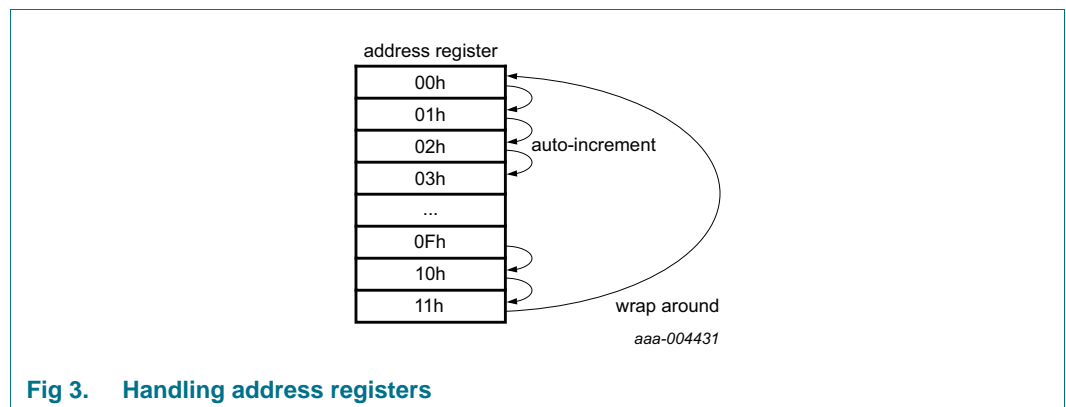 address register
00h
01h
02h
auto-increment
03h
...
0Fh
10h
11h
wrap around
aaa-004431
Fig 3. Handling address registers